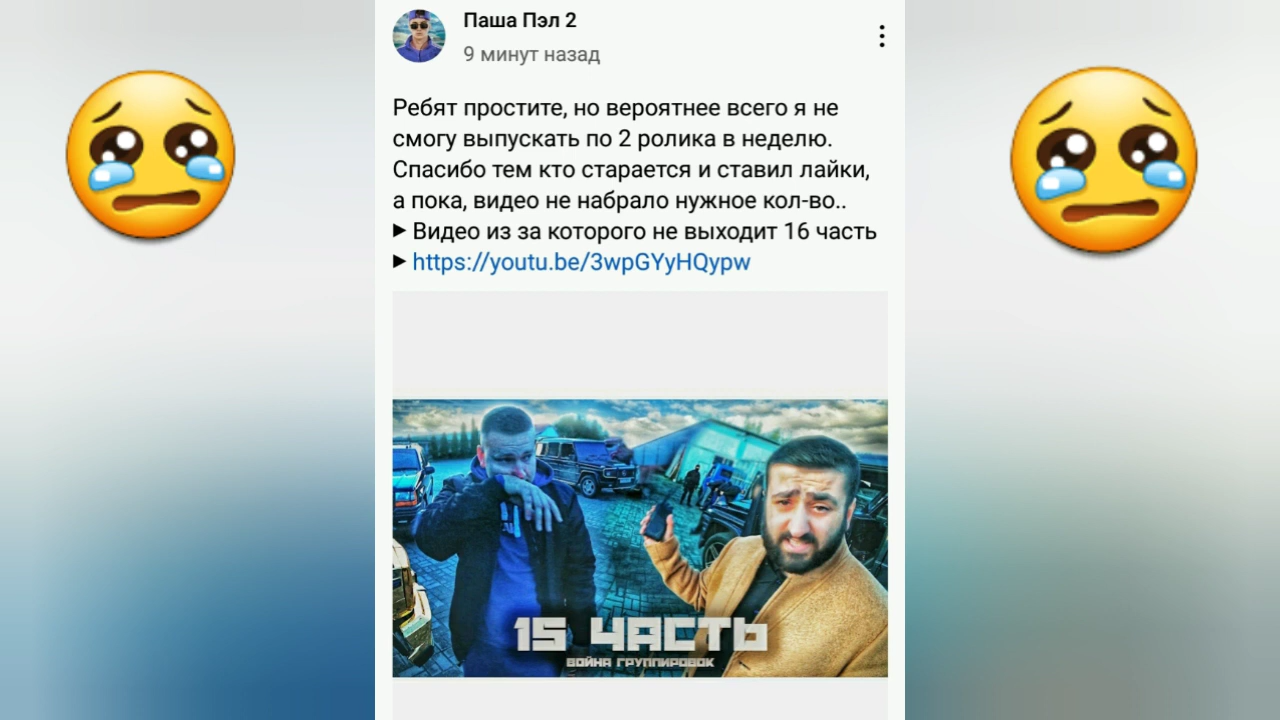 Паша Пэл 2
9 минут назад
Ребят простите, но вероятнее всего я не
смогу выпускать по 2 ролика в неделю.
Спасибо тем кто старается и ставил лайки,
а пока, видео не набрало нужное кол-во..
▶ Видео из за которого не выходит 16 часть
▶ https://youtu.be/3wpGYyHQypw
15 ЧАСТЬ
ВОЙНА ГРУППИРОВОК